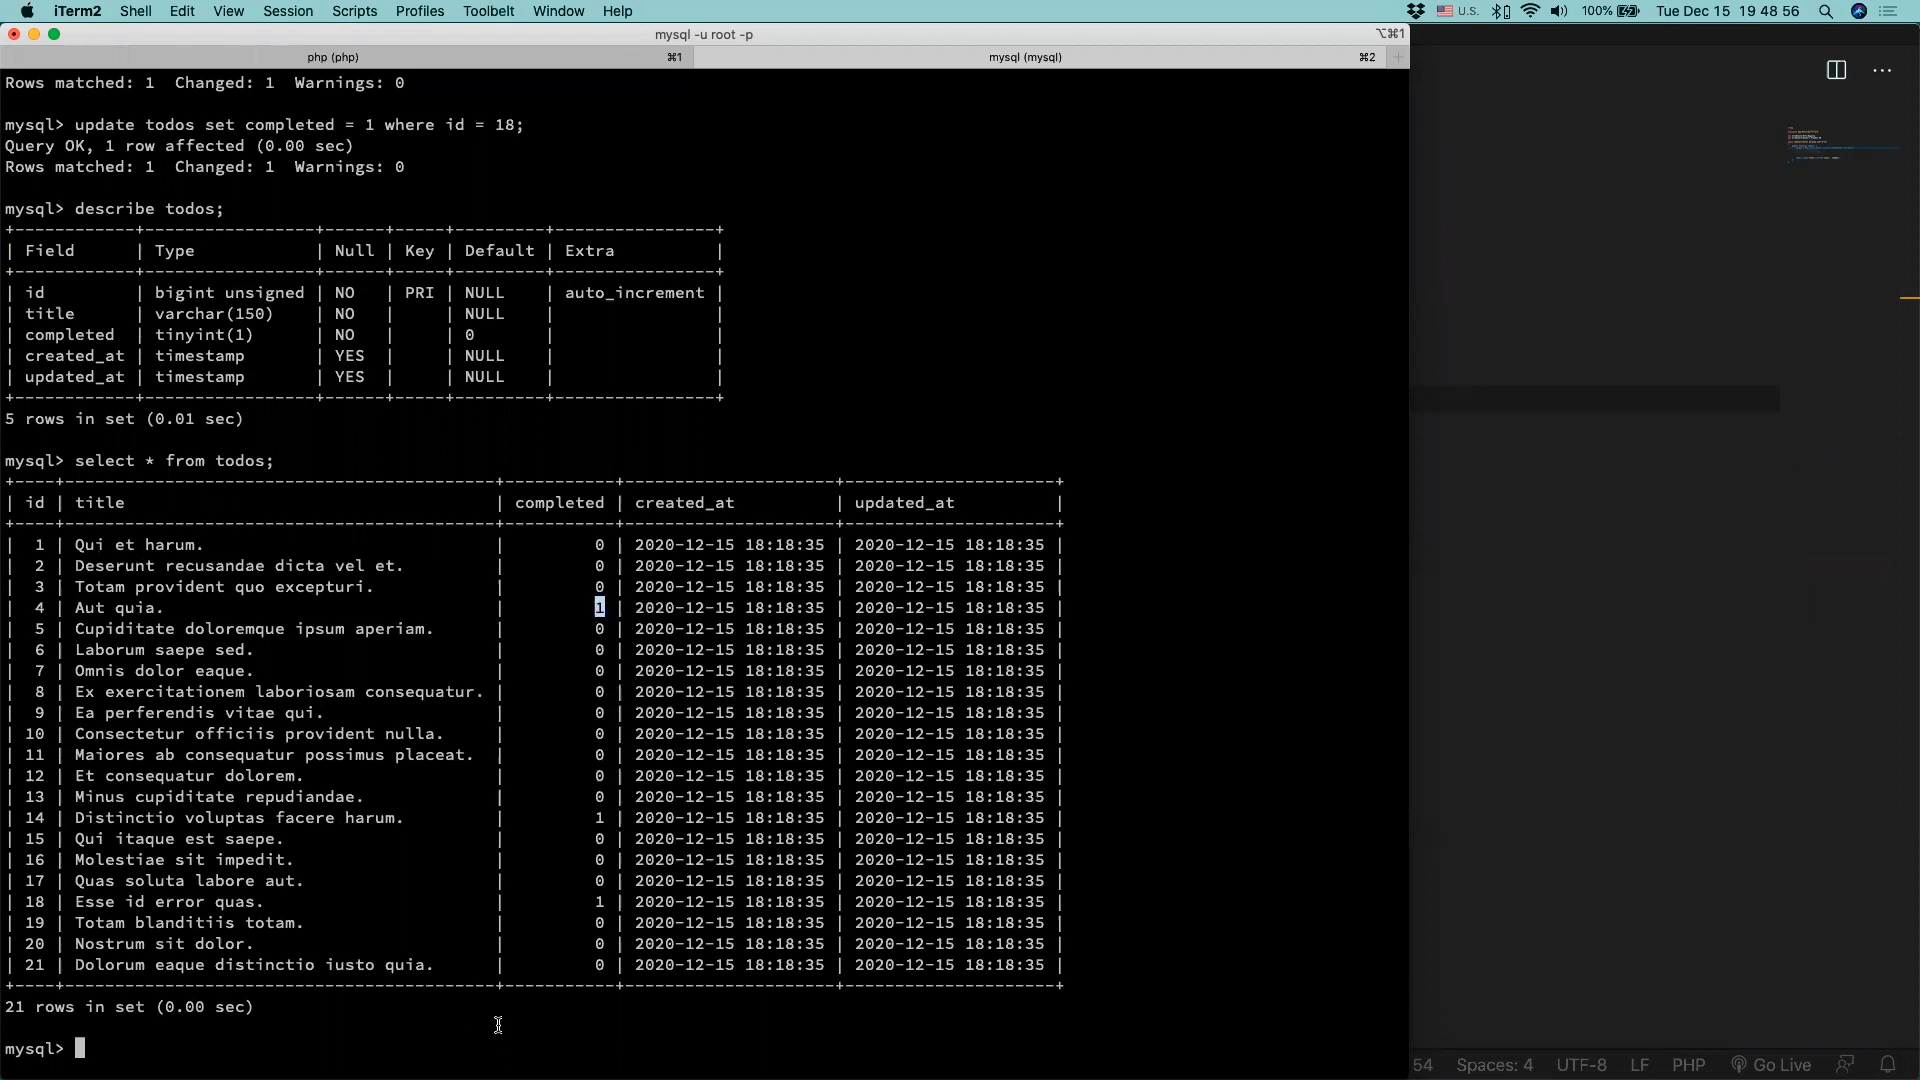 iTerm2 Shell Edit View Session Scripts Profiles Toolbelt Window Help U.S. 100% Tue Dec 15 19 48 56
mysql -u root -p ⌥⌘1
php (php) ⌘1 mysql (mysql) ⌘2 +
Rows matched: 1  Changed: 1  Warnings: 0
mysql> update todos set completed = 1 where id = 18;
Query OK, 1 row affected (0.00 sec)
Rows matched: 1  Changed: 1  Warnings: 0
mysql> describe todos;
+------------+-----------------+------+-----+---------+----------------+
| Field      | Type            | Null | Key | Default | Extra          |
+------------+-----------------+------+-----+---------+----------------+
| id         | bigint unsigned | NO   | PRI | NULL    | auto_increment |
| title      | varchar(150)    | NO   |     | NULL    |                |
| completed  | tinyint(1)      | NO   |     | 0       |                |
| created_at | timestamp       | YES  |     | NULL    |                |
| updated_at | timestamp       | YES  |     | NULL    |                |
+------------+-----------------+------+-----+---------+----------------+
5 rows in set (0.01 sec)
mysql> select * from todos;
+----+-------------------------------------------+-----------+---------------------+---------------------+
| id | title                                     | completed | created_at          | updated_at          |
+----+-------------------------------------------+-----------+---------------------+---------------------+
|  1 | Qui et harum.                             |         0 | 2020-12-15 18:18:35 | 2020-12-15 18:18:35 |
|  2 | Deserunt recusandae dicta vel et.         |         0 | 2020-12-15 18:18:35 | 2020-12-15 18:18:35 |
|  3 | Totam provident quo excepturi.            |         0 | 2020-12-15 18:18:35 | 2020-12-15 18:18:35 |
|  4 | Aut quia.                                 |         1 | 2020-12-15 18:18:35 | 2020-12-15 18:18:35 |
|  5 | Cupiditate doloremque ipsum aperiam.      |         0 | 2020-12-15 18:18:35 | 2020-12-15 18:18:35 |
|  6 | Laborum saepe sed.                        |         0 | 2020-12-15 18:18:35 | 2020-12-15 18:18:35 |
|  7 | Omnis dolor eaque.                        |         0 | 2020-12-15 18:18:35 | 2020-12-15 18:18:35 |
|  8 | Ex exercitationem laboriosam consequatur. |         0 | 2020-12-15 18:18:35 | 2020-12-15 18:18:35 |
|  9 | Ea perferendis vitae qui.                 |         0 | 2020-12-15 18:18:35 | 2020-12-15 18:18:35 |
| 10 | Consectetur officiis provident nulla.     |         0 | 2020-12-15 18:18:35 | 2020-12-15 18:18:35 |
| 11 | Maiores ab consequatur possimus placeat.  |         0 | 2020-12-15 18:18:35 | 2020-12-15 18:18:35 |
| 12 | Et consequatur dolorem.                   |         0 | 2020-12-15 18:18:35 | 2020-12-15 18:18:35 |
| 13 | Minus cupiditate repudiandae.             |         0 | 2020-12-15 18:18:35 | 2020-12-15 18:18:35 |
| 14 | Distinctio voluptas facere harum.         |         1 | 2020-12-15 18:18:35 | 2020-12-15 18:18:35 |
| 15 | Qui itaque est saepe.                     |         0 | 2020-12-15 18:18:35 | 2020-12-15 18:18:35 |
| 16 | Molestiae sit impedit.                    |         0 | 2020-12-15 18:18:35 | 2020-12-15 18:18:35 |
| 17 | Quas soluta labore aut.                   |         0 | 2020-12-15 18:18:35 | 2020-12-15 18:18:35 |
| 18 | Esse id error quas.                       |         1 | 2020-12-15 18:18:35 | 2020-12-15 18:18:35 |
| 19 | Totam blanditiis totam.                   |         0 | 2020-12-15 18:18:35 | 2020-12-15 18:18:35 |
| 20 | Nostrum sit dolor.                        |         0 | 2020-12-15 18:18:35 | 2020-12-15 18:18:35 |
| 21 | Dolorum eaque distinctio iusto quia.      |         0 | 2020-12-15 18:18:35 | 2020-12-15 18:18:35 |
+----+-------------------------------------------+-----------+---------------------+---------------------+
21 rows in set (0.00 sec)
mysql>
54 Spaces: 4 UTF-8 LF PHP Go Live